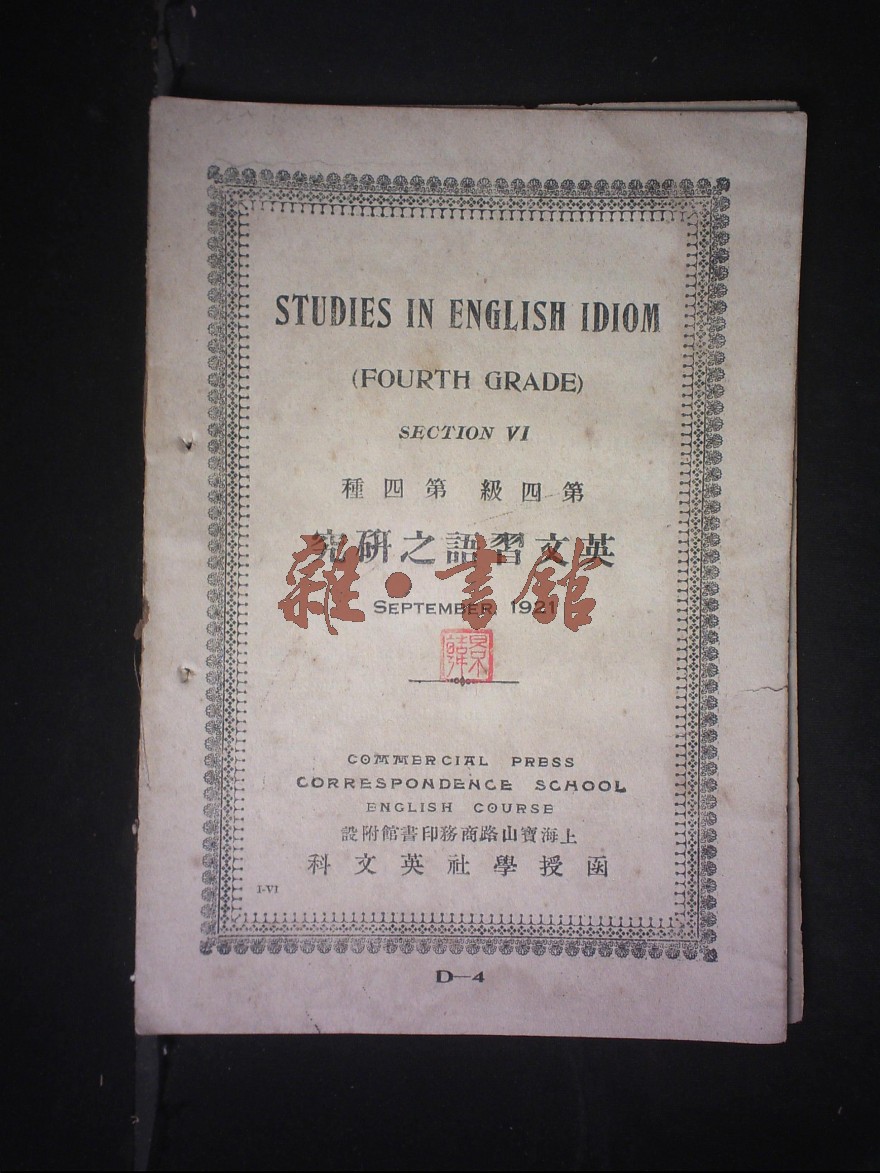 STUDIES IN ENGLISH IDIOM
(FOURTH GRADE)
SECTION VI
第四級 第四種
英文習語之研究
雜·書館
SEPTEMBER 1921
COMMERCIAL PRESS
CORRESPONDENCE SCHOOL
ENGLISH COURSE
上海寶山路商務印書館附設
函授學社英文科
I-VI
D—4